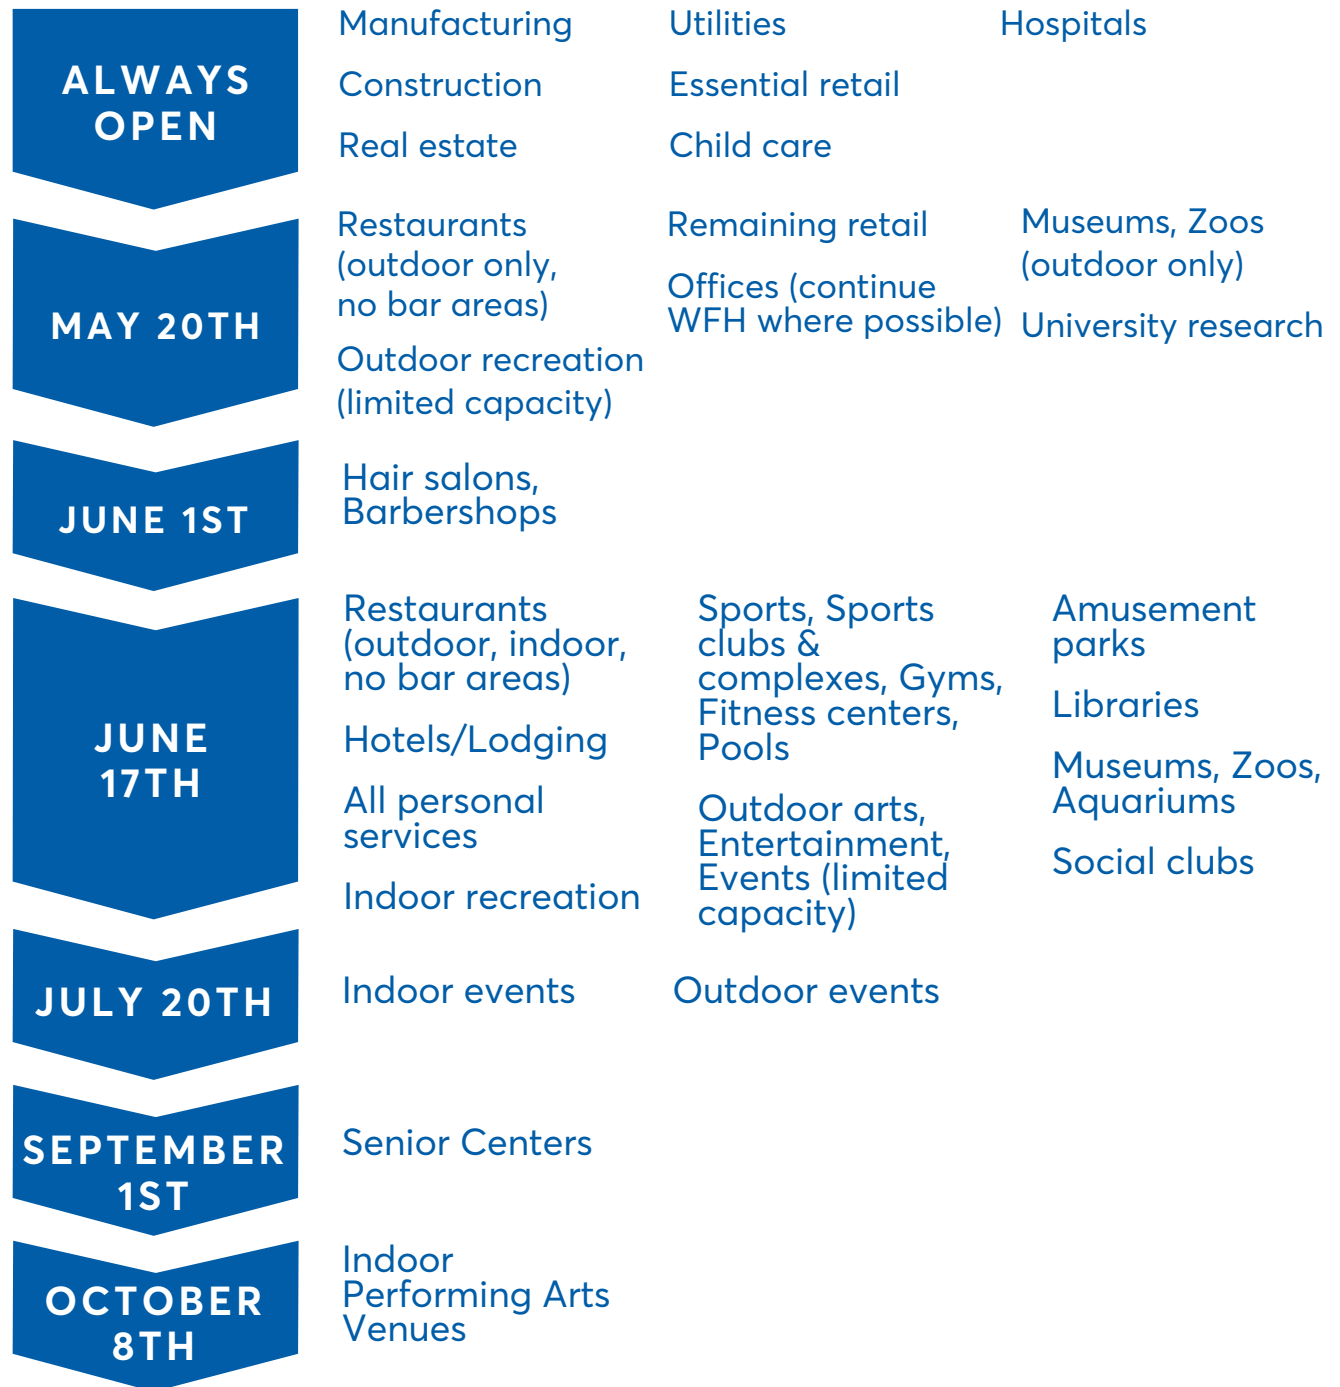 ALWAYS
OPEN
Manufacturing
Construction
Real estate
Utilities
Essential retail
Child care
Hospitals
MAY 20TH
Restaurants
(outdoor only,
no bar areas)
Outdoor recreation
(limited capacity)
Remaining retail
Offices (continue
WFH where possible)
Museums, Zoos
(outdoor only)
University research
JUNE 1ST
Hair salons,
Barbershops
JUNE
17TH
Restaurants
(outdoor, indoor,
no bar areas)
Hotels/Lodging
All personal
services
Indoor recreation
Sports, Sports
clubs &
complexes, Gyms,
Fitness centers,
Pools
Outdoor arts,
Entertainment,
Events (limited
capacity)
Amusement
parks
Libraries
Museums, Zoos,
Aquariums
Social clubs
JULY 20TH
Indoor events
Outdoor events
SEPTEMBER
1ST
Senior Centers
OCTOBER
8TH
Indoor
Performing Arts
Venues